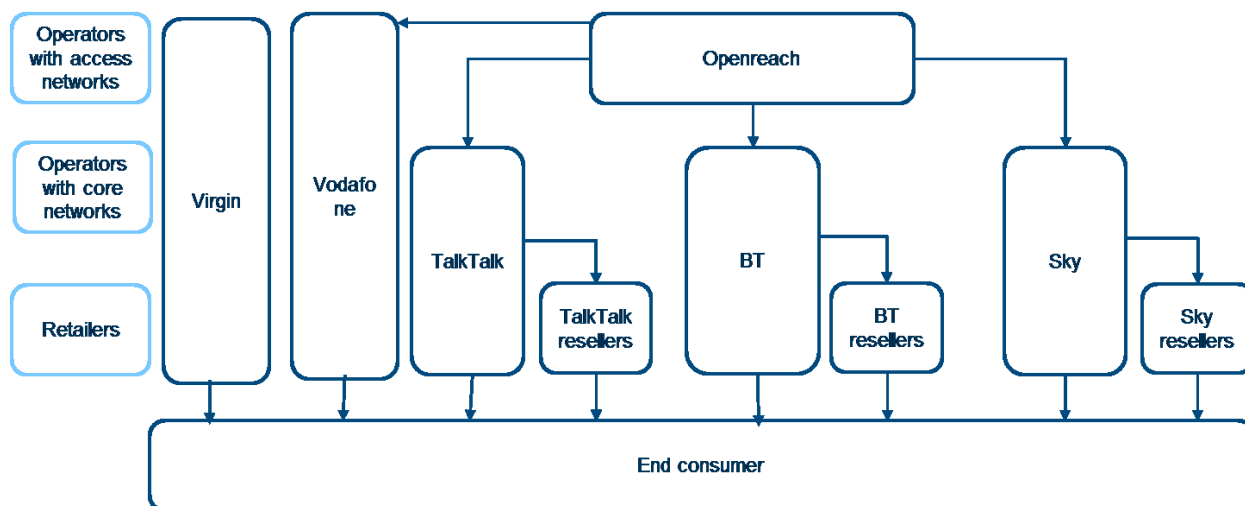 Operators
with access
networks
Openreach
Operators
with core
networks
Virgin
Vodafo
ne
TalkTalk
BT
Sky
Retailers
TalkTalk
resellers
BT
resellers
Sky
resellers
End consumer